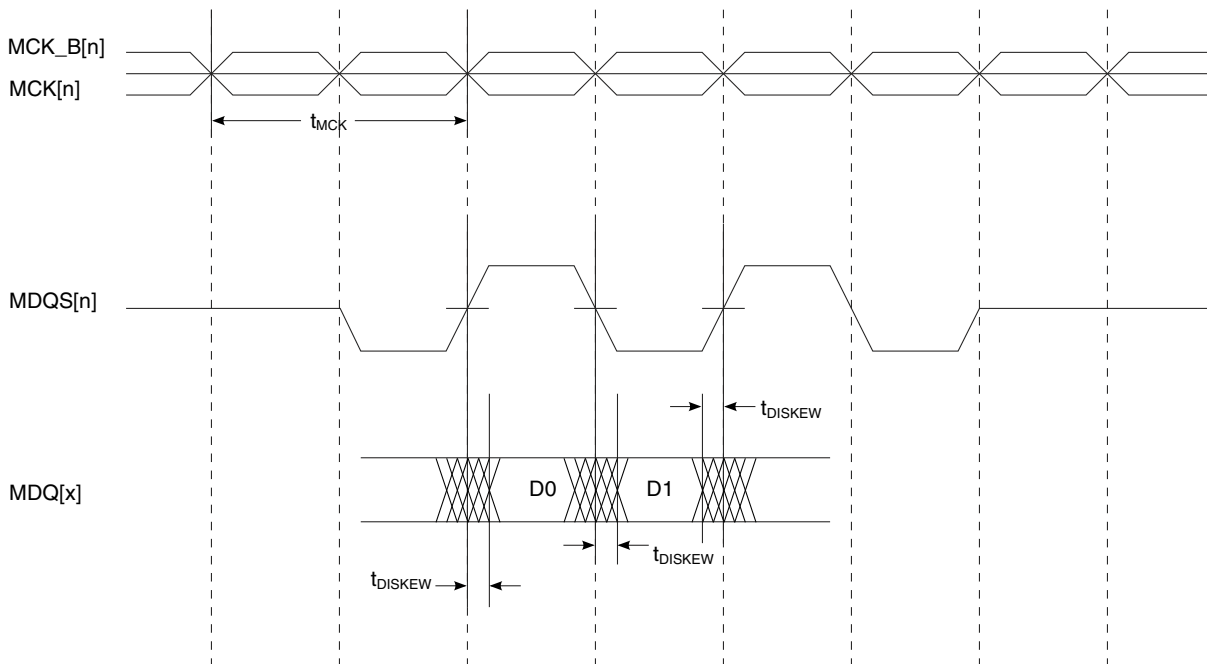 MCK_B[n]
MCK[n]
tMCK
MDQS[n]
tDISKEW
MDQ[x]
D0
D1
tDISKEW
tDISKEW